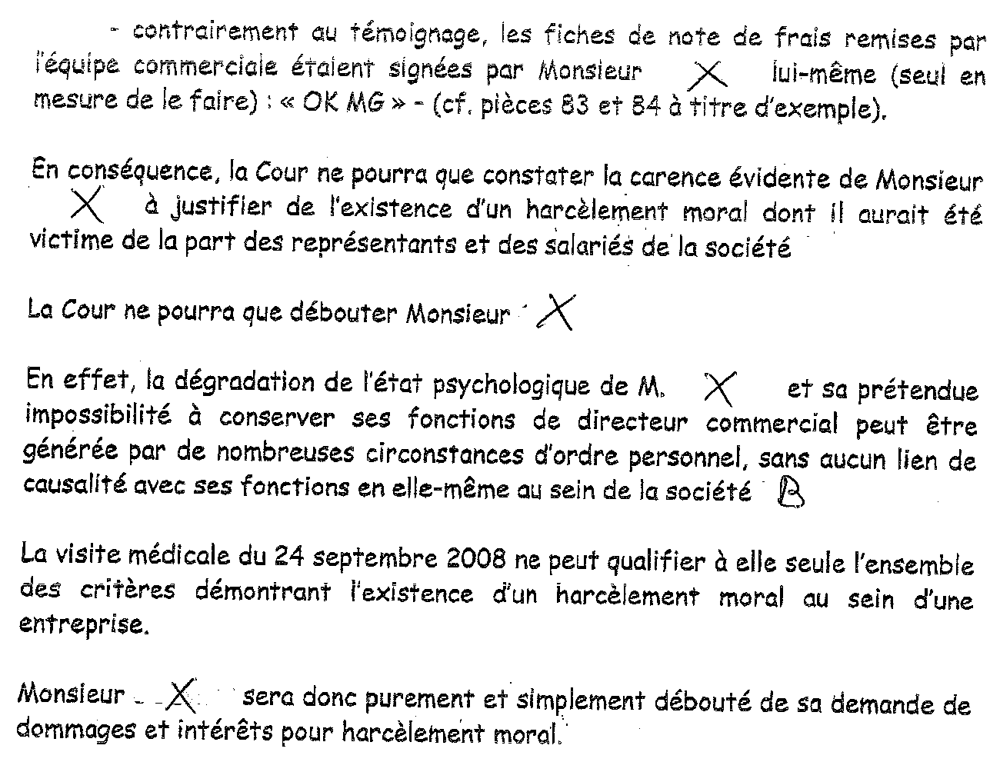 - contrairement au témoignage, les fiches de note de frais remises par
l'équipe commerciale étaient signées par Monsieur X lui-même (seul en
mesure de le faire) : « OK MG » - (cf. pièces 83 et 84 à titre d'exemple).
En conséquence, la Cour ne pourra que constater la carence évidente de Monsieur
X à justifier de l'existence d'un harcèlement moral dont il aurait été
victime de la part des représentants et des salariés de la société
La Cour ne pourra que débouter Monsieur X
En effet, la dégradation de l'état psychologique de M. X et sa prétendue
impossibilité à conserver ses fonctions de directeur commercial peut être
générée par de nombreuses circonstances d'ordre personnel, sans aucun lien de
causalité avec ses fonctions en elle-même au sein de la société B
La visite médicale du 24 septembre 2008 ne peut qualifier à elle seule l'ensemble
des critères démontrant l'existence d'un harcèlement moral au sein d'une
entreprise.
Monsieur X sera donc purement et simplement débouté de sa demande de
dommages et intérêts pour harcèlement moral.